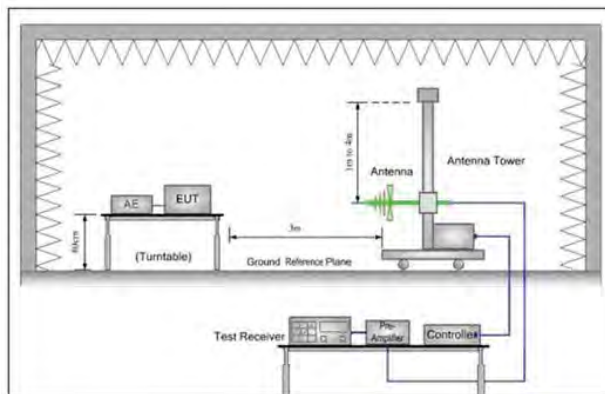 1m to 4m
Antenna
Antenna Tower
AE
EUT
80cm
3m
(Turntable)
Ground Reference Plane
Test Receiver
Pre-
Amplifier
Controller